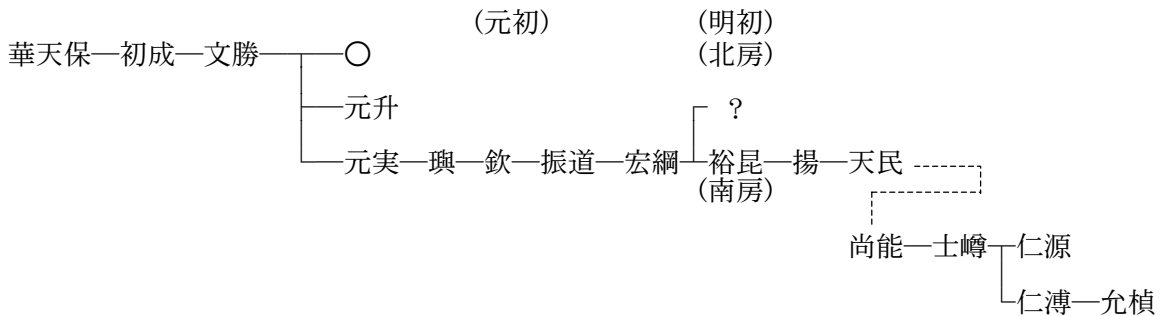 (元初) (明初)
華天保—初成—文勝 〇 (北房)
元升 ?
元実—璵—欽—振道—宏綱 裕昆—揚—天民
(南房)
尚能—士嶟 仁源
仁溥—允楨